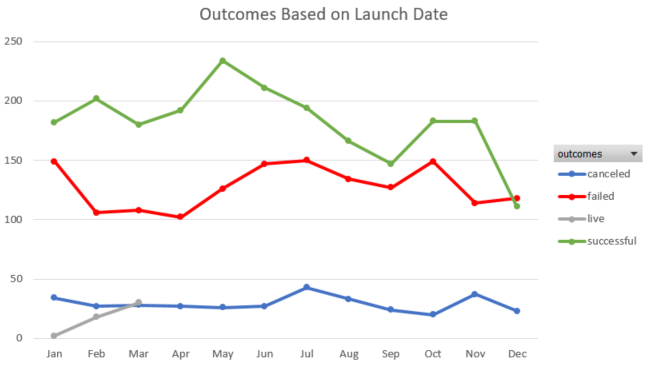 Outcomes Based on Launch Date
250
200
150
100
50
0
Jan Feb Mar Apr May Jun Jul Aug Sep Oct Nov Dec
outcomes
canceled
failed
live
successful